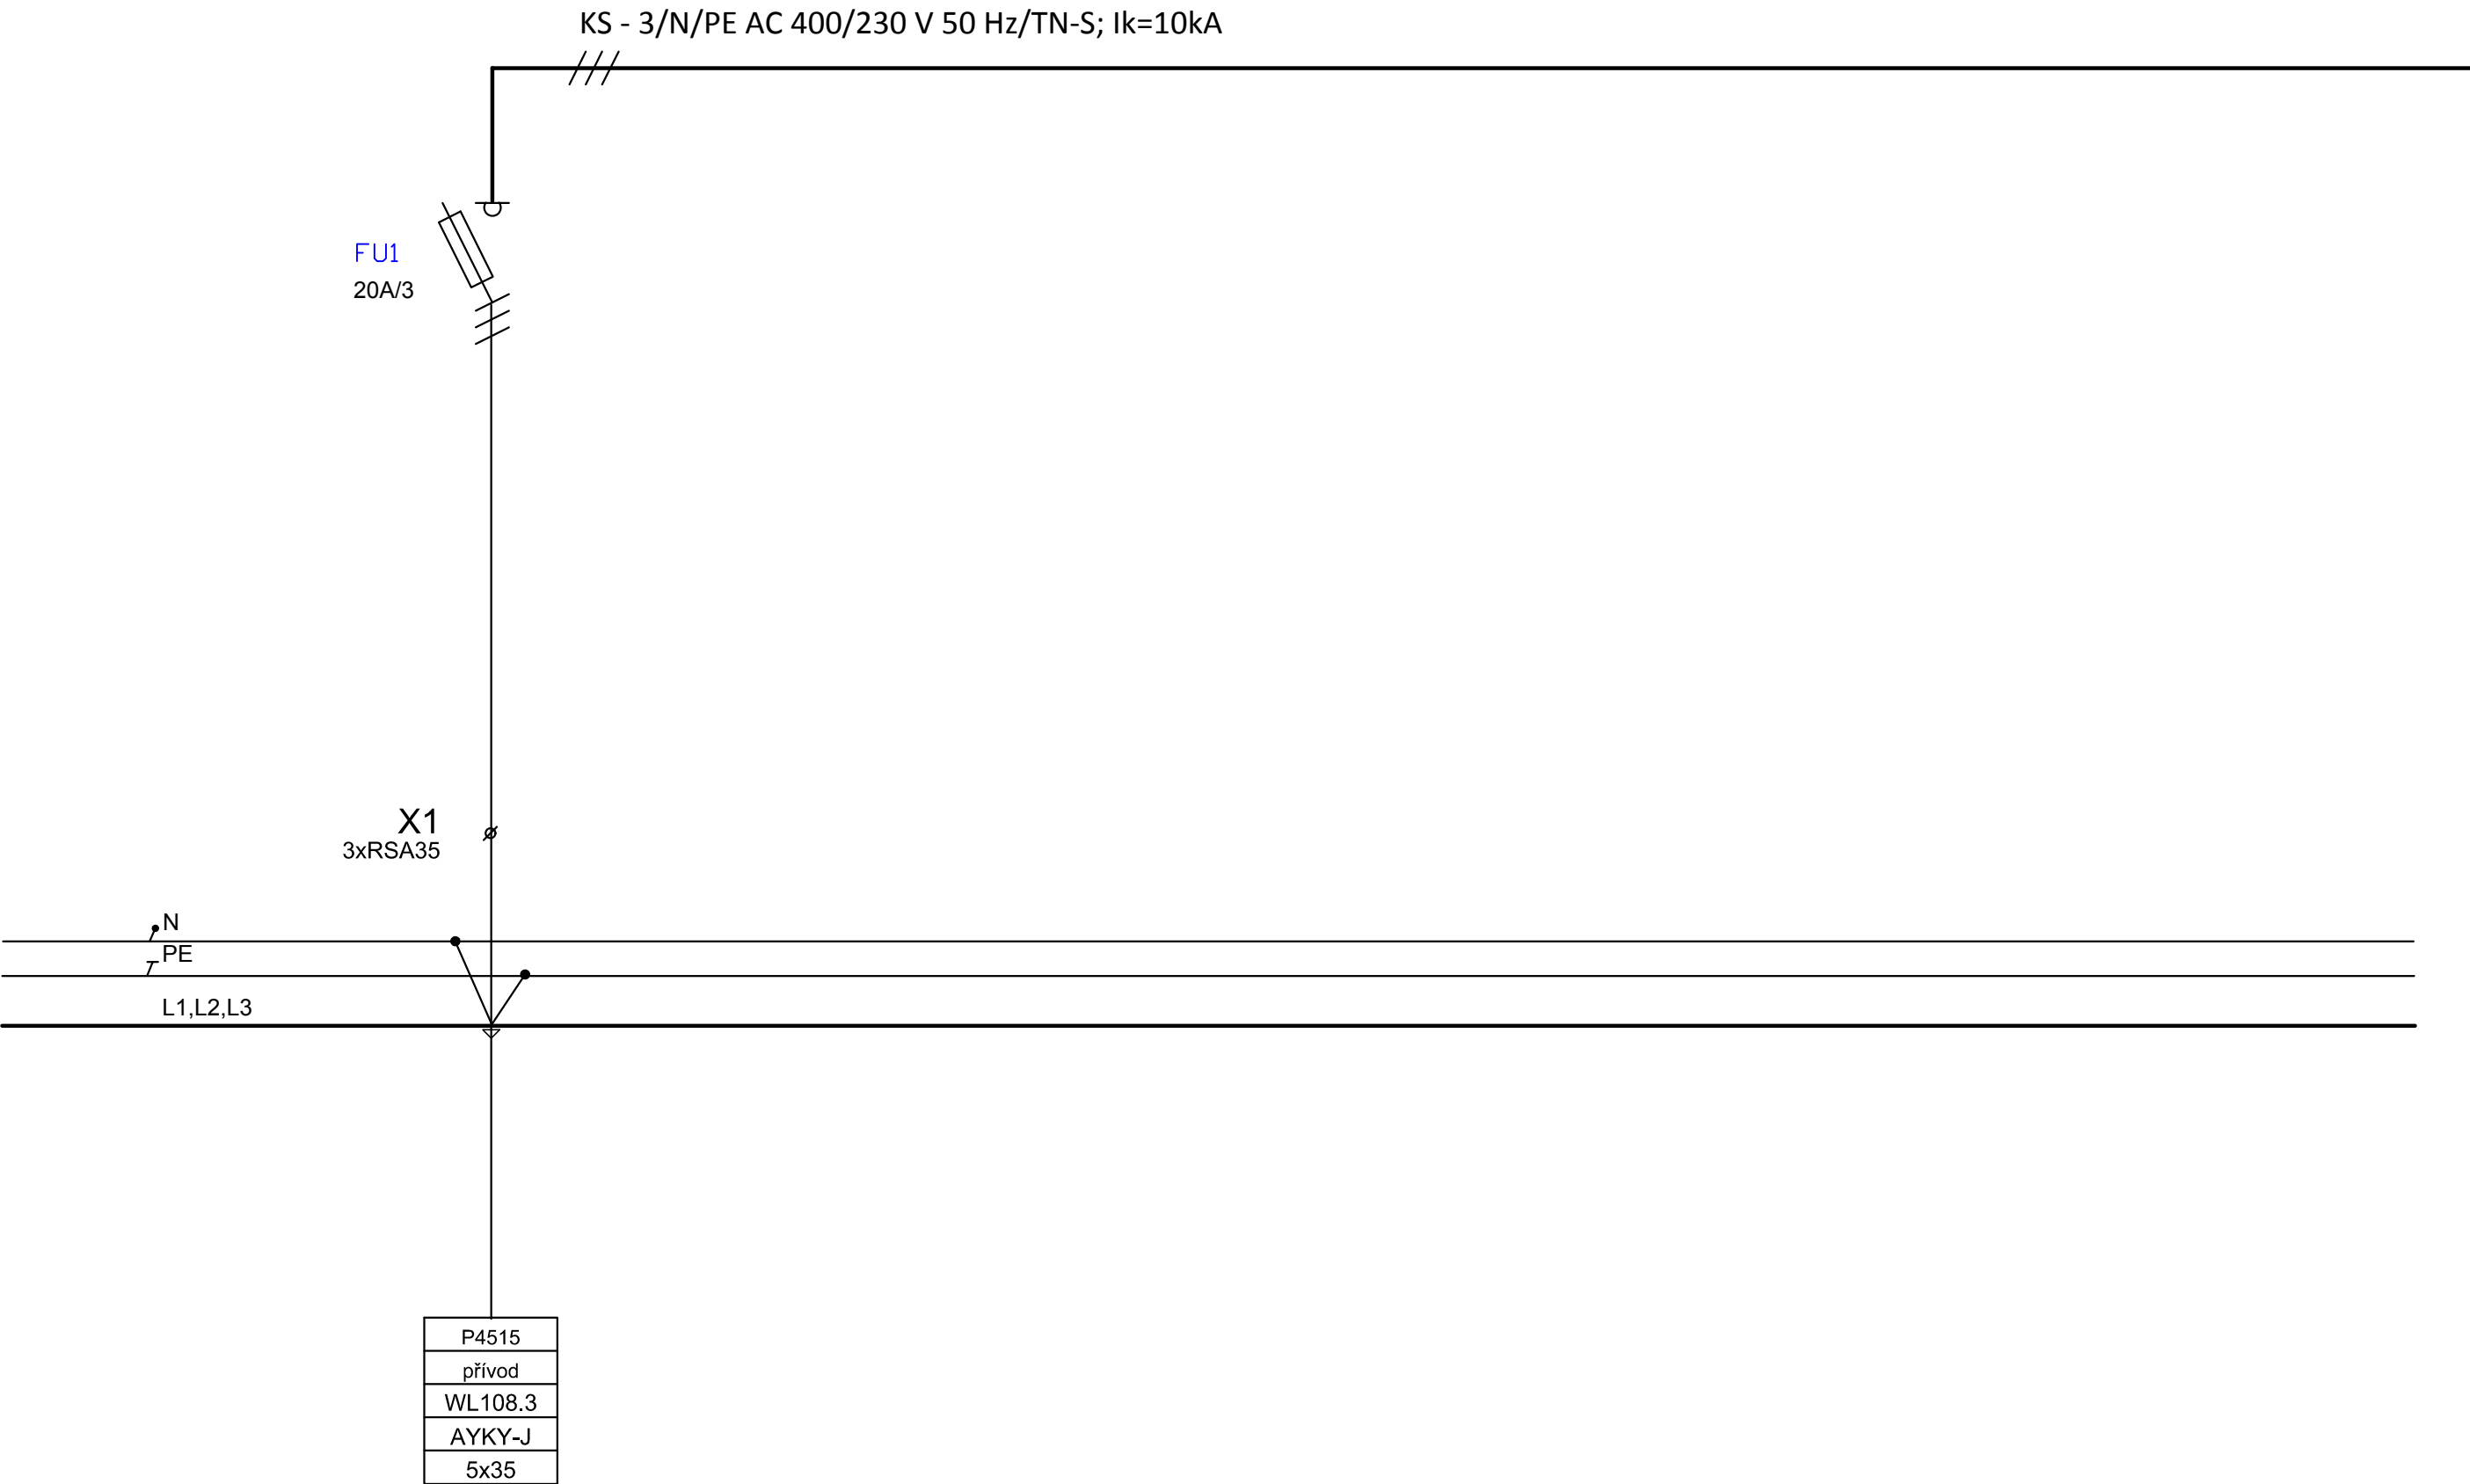 KS - 3/N/PE AC 400/230 V 50 Hz/TN-S; Ik=10kA
FU1
20A/3
X1
3xRSA35
N
PE
L1,L2,L3
P4515
přívod
WL108.3
AYKY-J
5x35